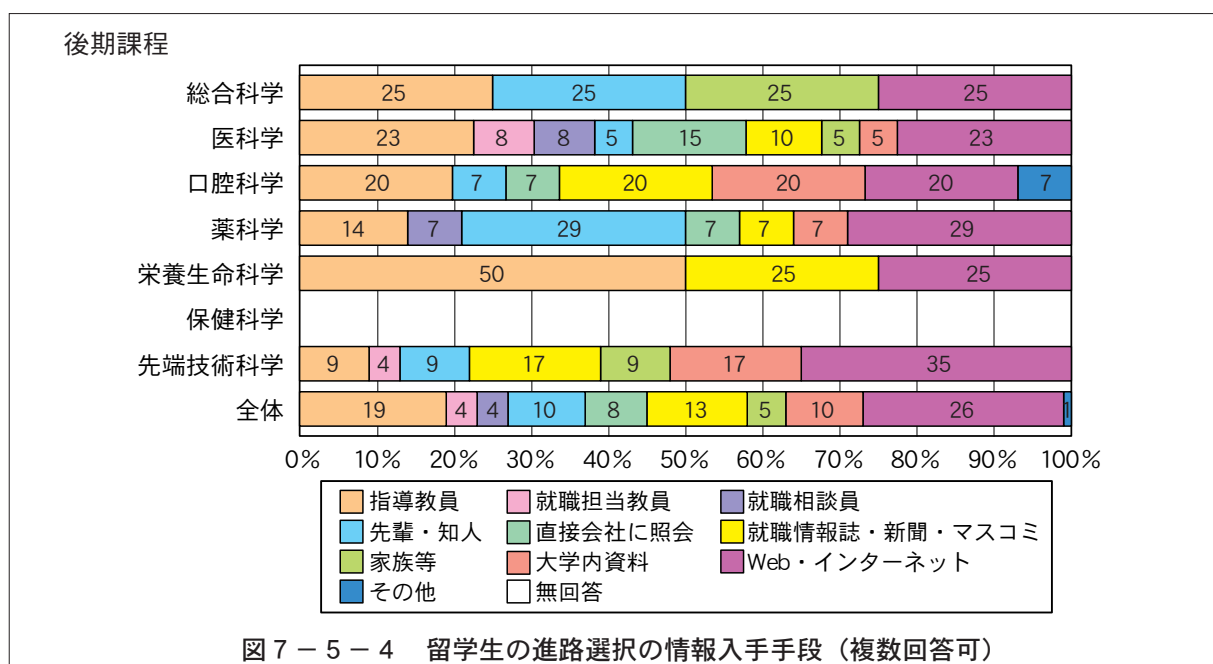 後期課程
総合科学 25 25 25 25
医科学 23 8 8 5 15 10 5 5 23
口腔科学 20 7 7 20 20 20 7
薬科学 14 7 29 7 7 7 29
栄養生命科学 50 25 25
保健科学
先端技術科学 9 4 9 17 9 17 35
全体 19 4 4 10 8 13 5 10 26 1
0% 10% 20% 30% 40% 50% 60% 70% 80% 90% 100%
指導教員 就職担当教員 就職相談員
先輩・知人 直接会社に照会 就職情報誌・新聞・マスコミ
家族等 大学内資料 Web・インターネット
その他 無回答
図7-5-4 留学生の進路選択の情報入手手段（複数回答可）